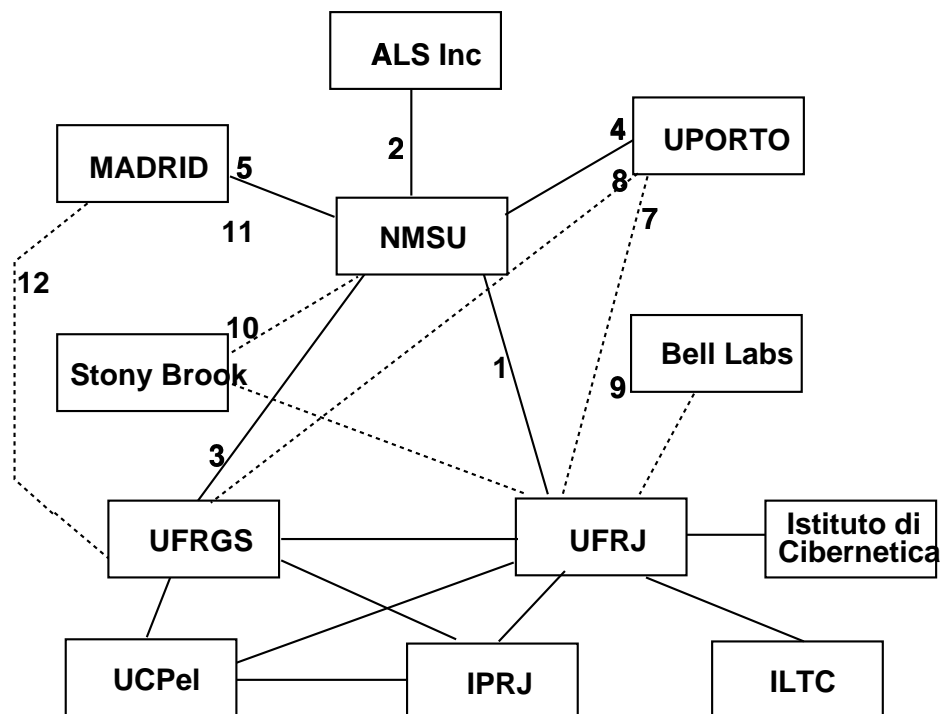 ALS Inc
2
4
UPORTO
MADRID
5
8
7
11
NMSU
12
10
Stony Brook
1
Bell Labs
9
3
UFRGS
UFRJ
Istituto di
Cibernetica
UCPel
IPRJ
ILTC